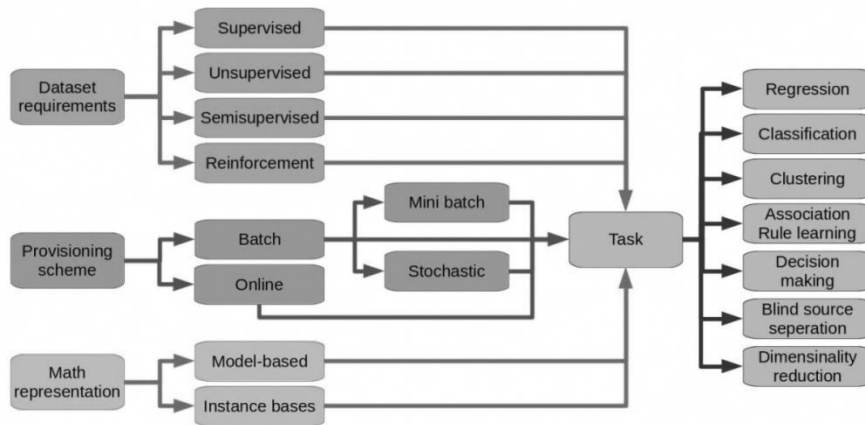 Dataset
requirements
Supervised
Unsupervised
Semisupervised
Reinforcement
Provisioning
scheme
Batch
Online
Mini batch
Stochastic
Math
representation
Model-based
Instance bases
Task
Regression
Classification
Clustering
Association
Rule learning
Decision
making
Blind source
seperation
Dimensinality
reduction